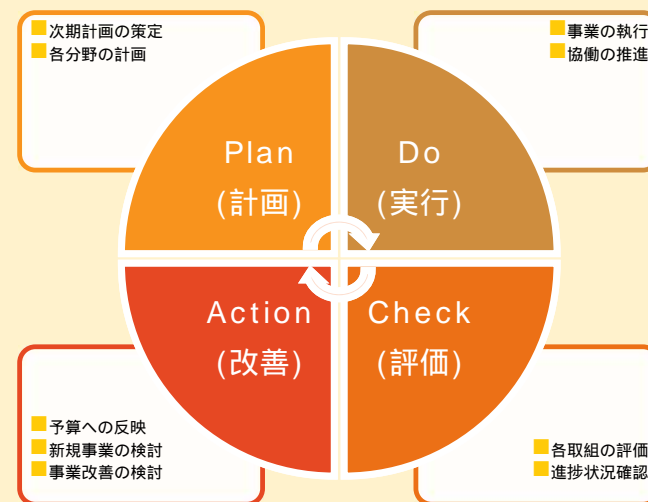 次期計画の策定
各分野の計画
事業の執行
協働の推進
Plan
(計画)
Do
(実行)
Action
(改善)
Check
(評価)
予算への反映
新規事業の検討
事業改善の検討
各取組の評価
進捗状況確認